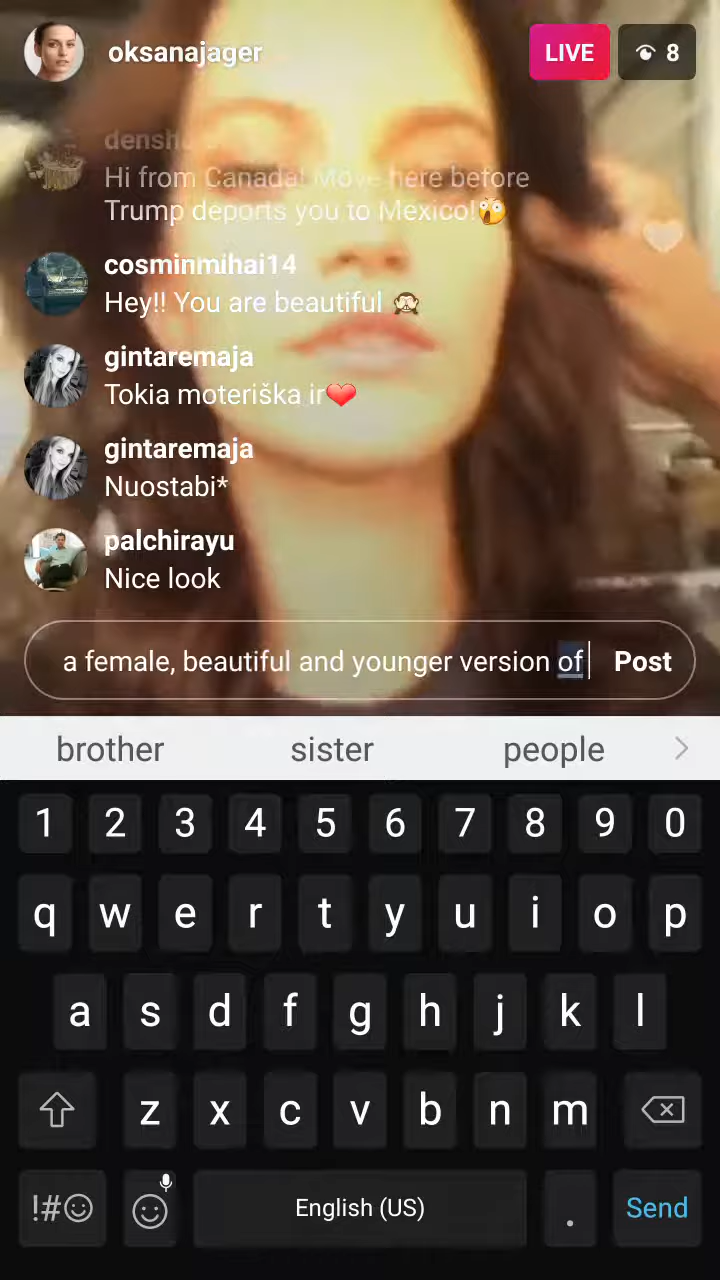 oksanajager
LIVE
8
Hi from Canada! Move here before
Trump deports you to Mexico!😲
cosminmihai14
Hey!! You are beautiful 🙈
gintaremaja
Tokia moteriška ir❤️
gintaremaja
Nuostabi*
palchirayu
Nice look
a female, beautiful and younger version of
Post
brother sister people
1 2 3 4 5 6 7 8 9 0
q w e r t y u i o p
a s d f g h j k l
z x c v b n m
!#☺ English (US) . Send